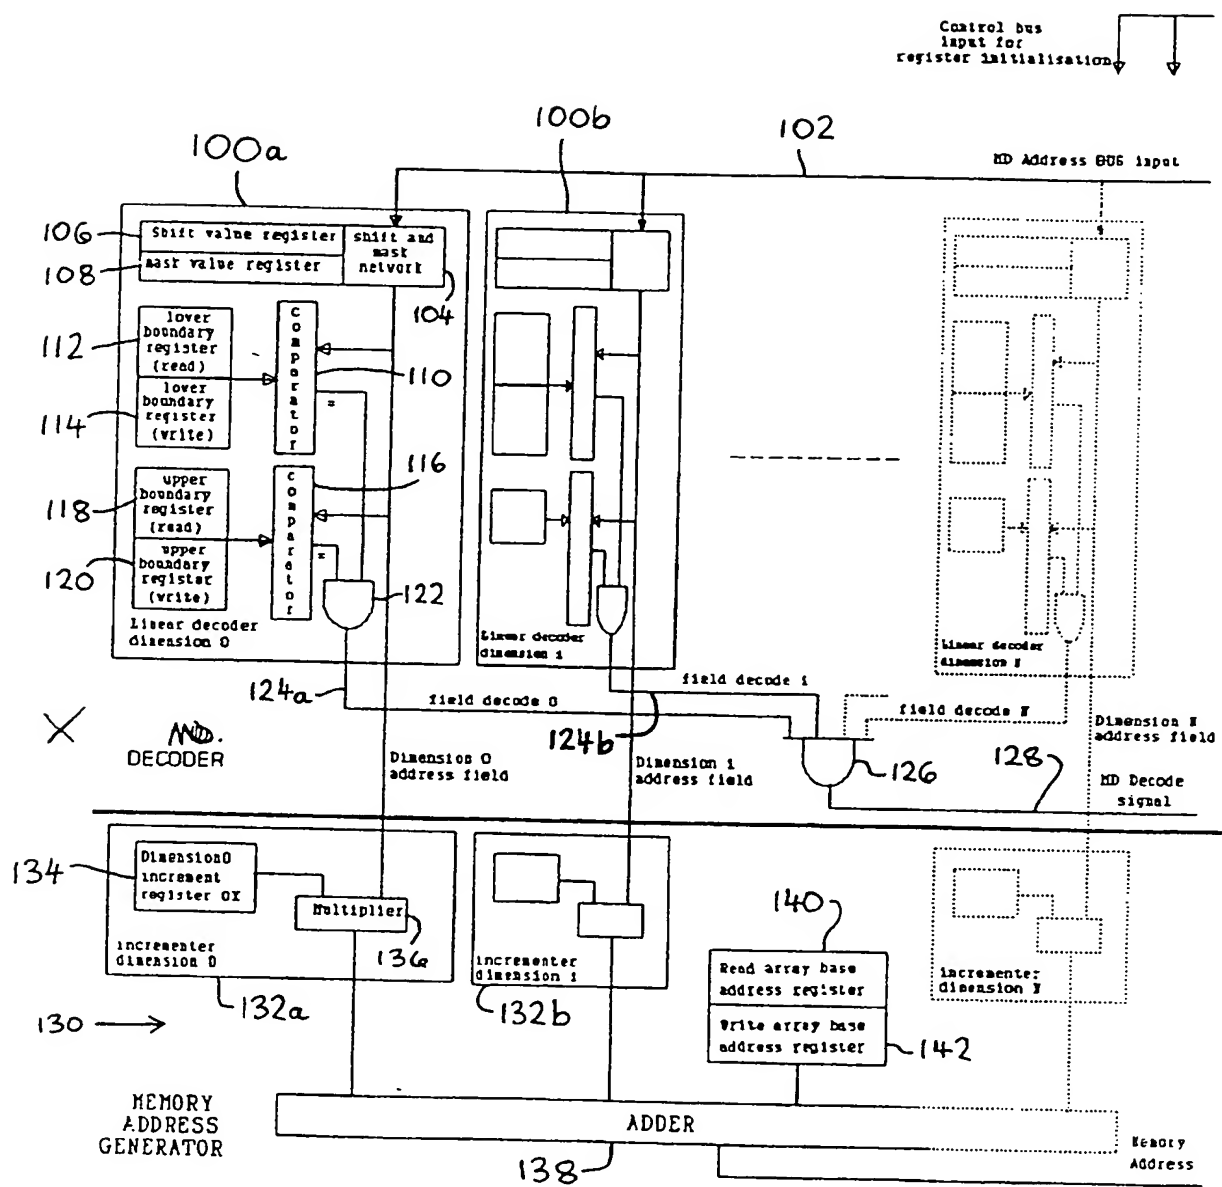 Control bus
input for
register initialisation
100a
100b
102
MD Address BUS input
106
Shift value register
shift and
mask
network
108
mask value register
104
112
lower
boundary
register
(read)
comparator
110
=
114
lower
boundary
register
(write)
118
upper
boundary
register
(read)
comparator
116
=
120
upper
boundary
register
(write)
122
Linear decoder
dimension 0
Linear decoder
dimension 1
Linear decoder
dimension N
124a
field decode 0
field decode 1
124b
field decode N
126
128
MD.
DECODER
Dimension 0
address field
Dimension 1
address field
Dimension N
address field
MD Decode
signal
134
Dimension0
increment
register 0X
Multiplier
136a
incrementer
dimension 0
132a
incrementer
dimension 1
132b
140
Read array base
address register
Write array base
address register
142
incrementer
dimension N
130
MEMORY
ADDRESS
GENERATOR
ADDER
138
Memory
Address